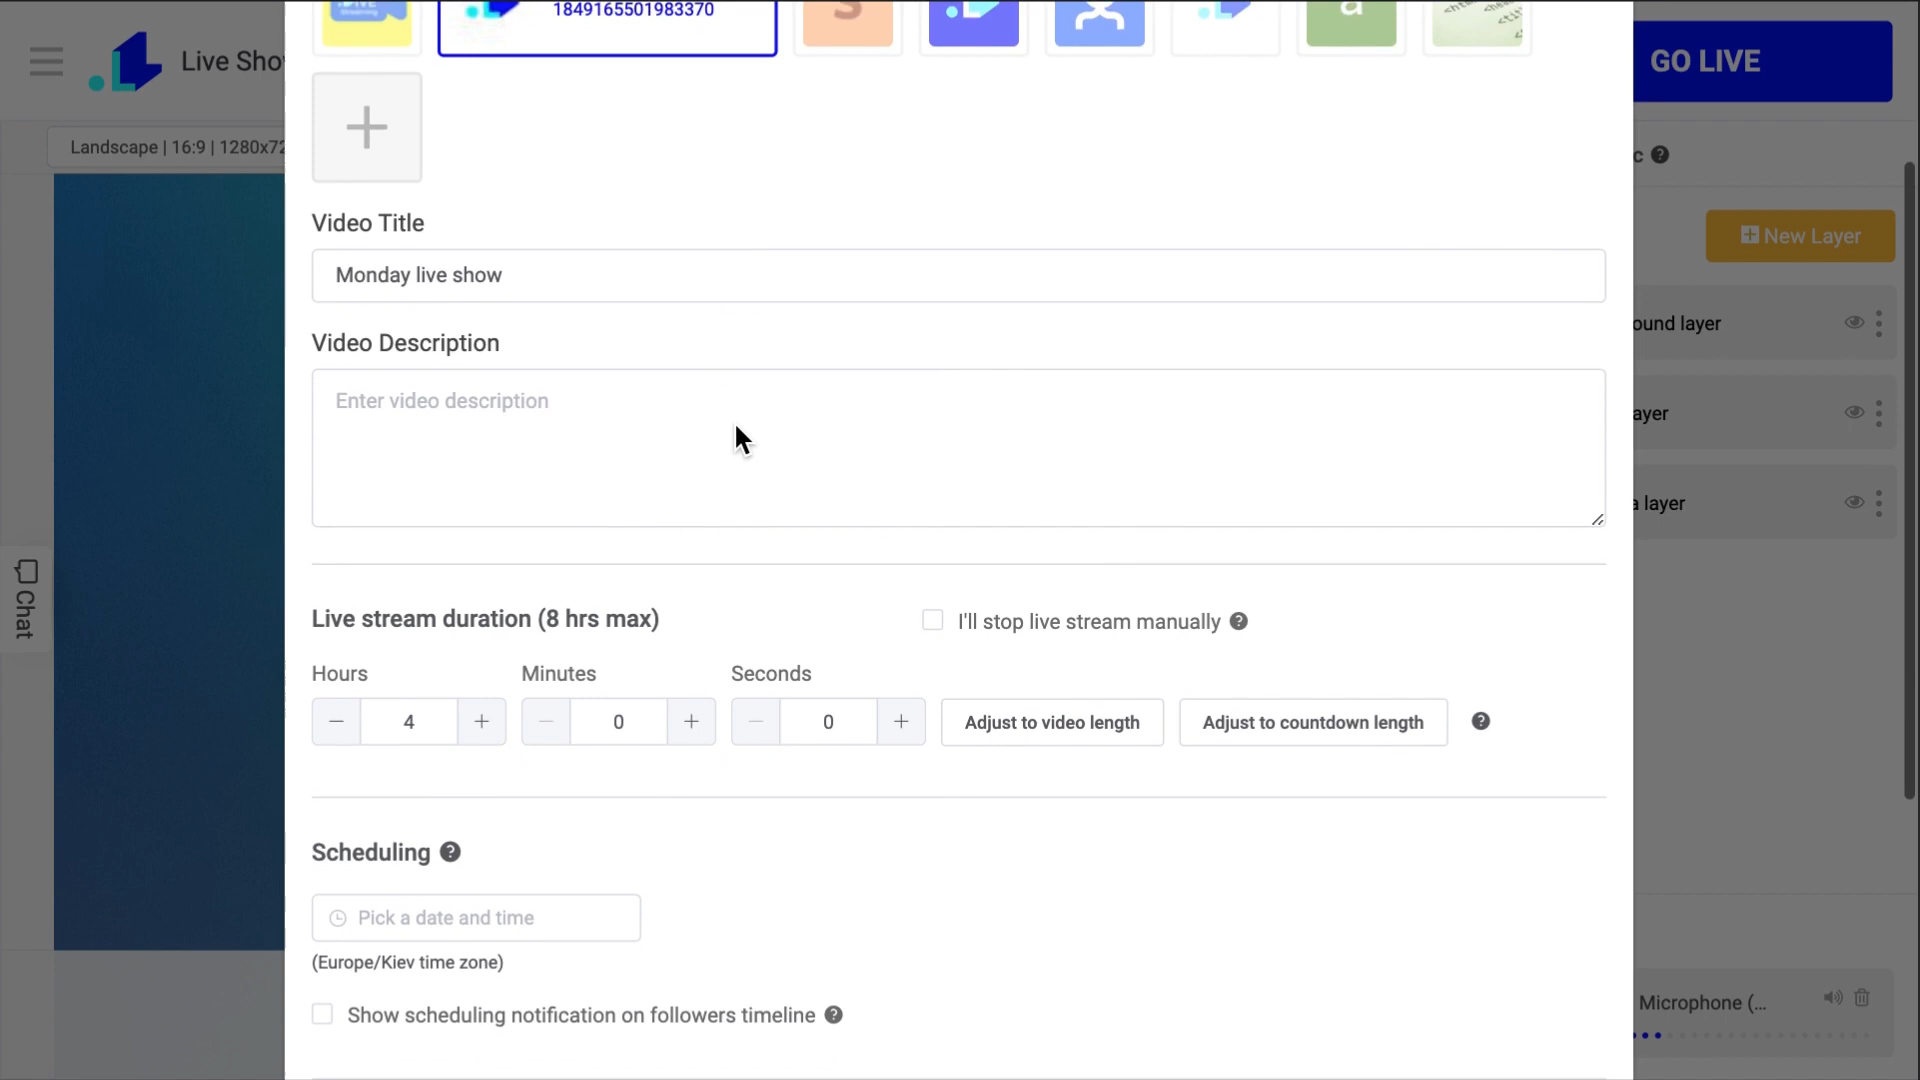 1849165501983370
Live Sho
GO LIVE
Landscape | 16:9 | 1280x72
c
Video Title
New Layer
Monday live show
ound layer
Video Description
Enter video description
ayer
a layer
Chat
Live stream duration (8 hrs max)
I'll stop live stream manually
Hours
Minutes
Seconds
4
0
0
Adjust to video length
Adjust to countdown length
Scheduling
Pick a date and time
(Europe/Kiev time zone)
Show scheduling notification on followers timeline
Microphone (...